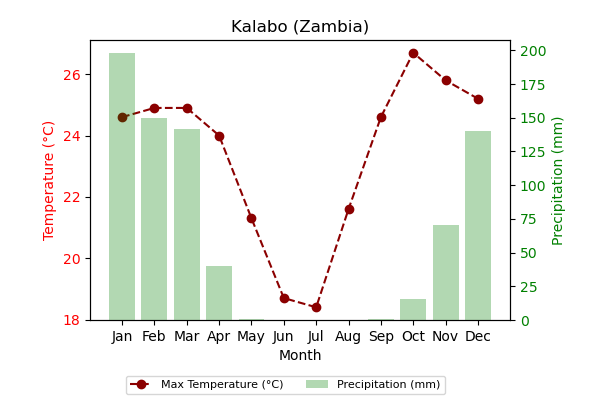 Kalabo (Zambia)
Temperature (°C)
26
24
22
20
18
200
175
150
125
100
75
50
25
0
Precipitation (mm)
Jan Feb Mar Apr May Jun Jul Aug Sep Oct Nov Dec
Month
Max Temperature (°C) Precipitation (mm)